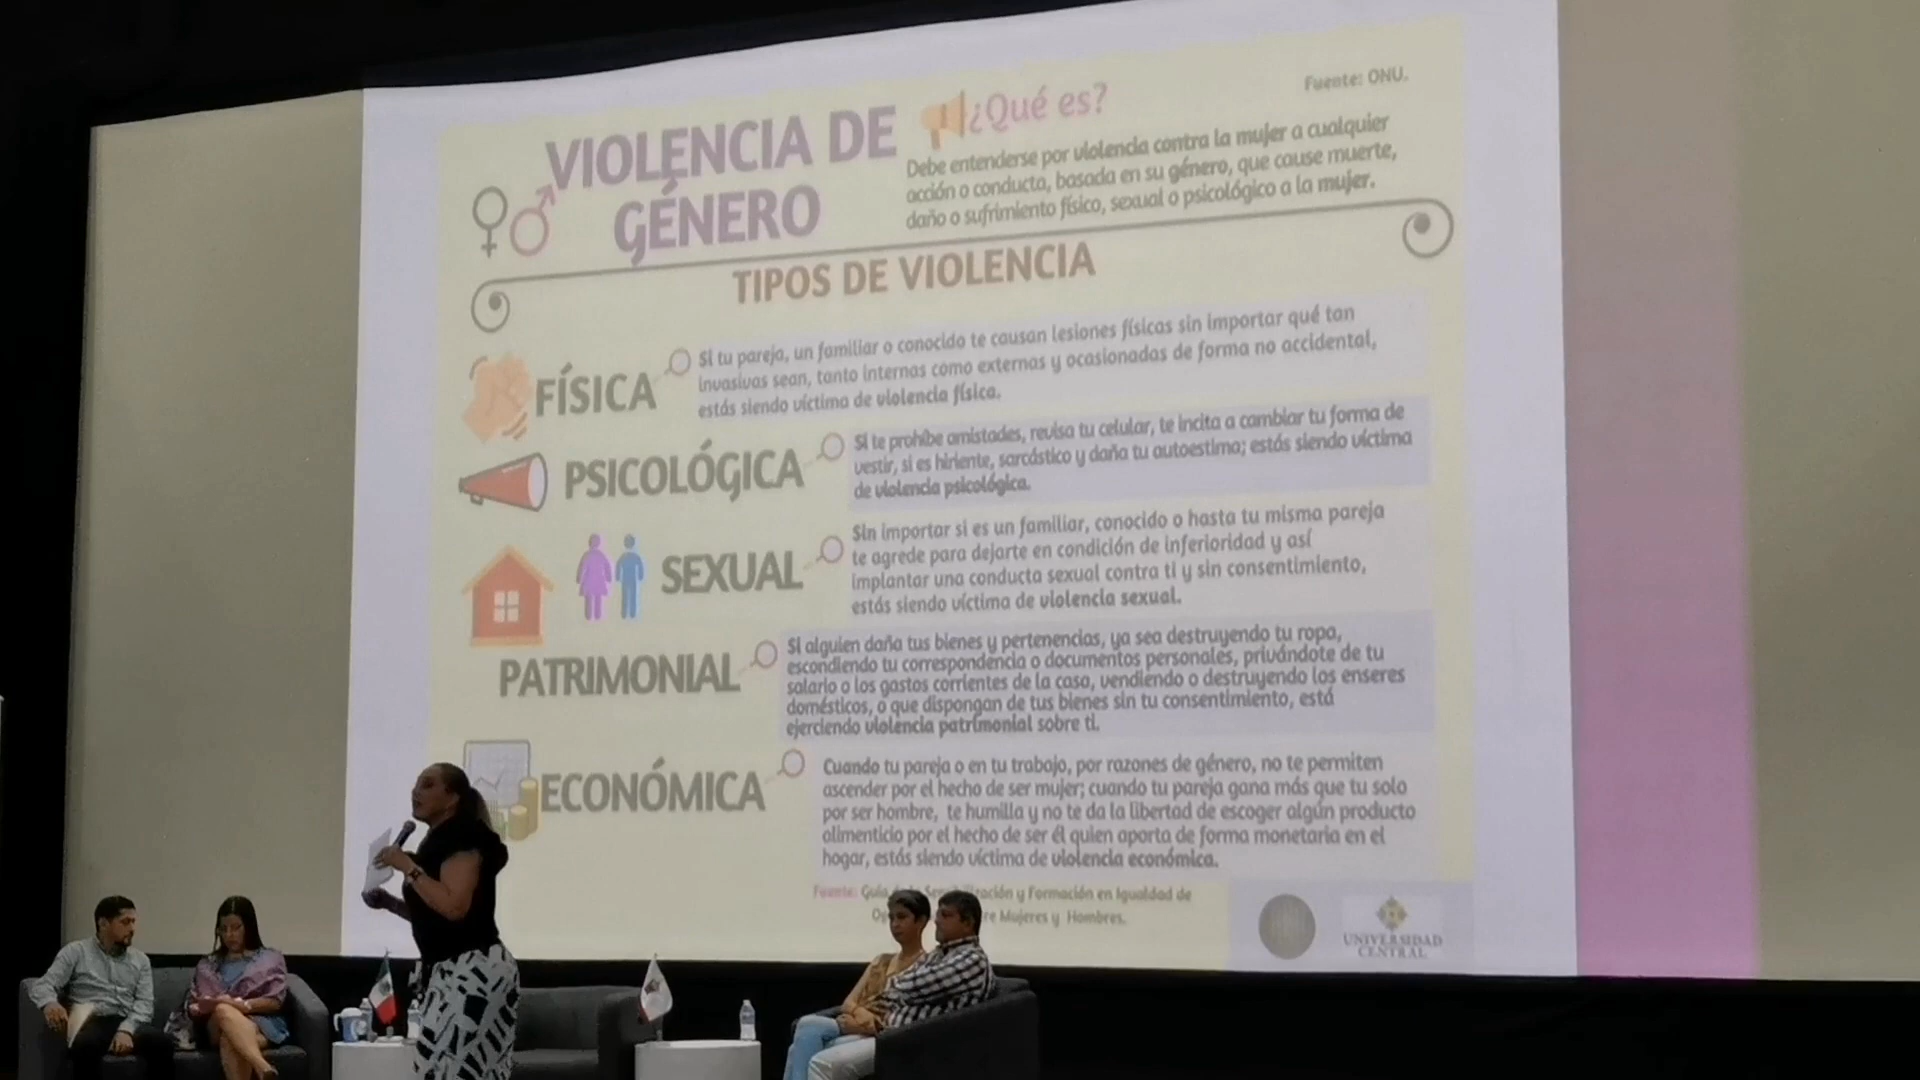 Fuente: ONU.
VIOLENCIA DE
GÉNERO
¿Qué es?
Debe entenderse por violencia contra la mujer a cualquier
acción o conducta, basada en su género, que cause muerte,
daño o sufrimiento físico, sexual o psicológico a la mujer.
TIPOS DE VIOLENCIA
FÍSICA
Si tu pareja, un familiar o conocido te causan lesiones físicas sin importar qué tan
invasivas sean, tanto internas como externas y ocasionadas de forma no accidental,
estás siendo víctima de violencia física.
PSICOLÓGICA
Si te prohíbe amistades, revisa tu celular, te incita a cambiar tu forma de
vestir, si es hiriente, sarcástico y daña tu autoestima; estás siendo víctima
de violencia psicológica.
SEXUAL
Sin importar si es un familiar, conocido o hasta tu misma pareja
te agrede para dejarte en condición de inferioridad y así
implantar una conducta sexual contra ti y sin consentimiento,
estás siendo víctima de violencia sexual.
PATRIMONIAL
Si alguien daña tus bienes y pertenencias, ya sea destruyendo tu ropa,
escondiendo tu correspondencia o documentos personales, privándote de tu
salario o los gastos corrientes de la casa, vendiendo o destruyendo los enseres
domésticos, o que dispongan de tus bienes sin tu consentimiento, está
ejerciendo violencia patrimonial sobre ti.
ECONÓMICA
Cuando tu pareja o en tu trabajo, por razones de género, no te permiten
ascender por el hecho de ser mujer; cuando tu pareja gana más que tu solo
por ser hombre, te humilla y no te da la libertad de escoger algún producto
alimenticio por el hecho de ser él quien aporta de forma monetaria en el
hogar, estás siendo víctima de violencia económica.
Fuente: Guía y Formación en Igualdad de
Mujeres y Hombres.
UNIVERSIDAD
CENTRAL